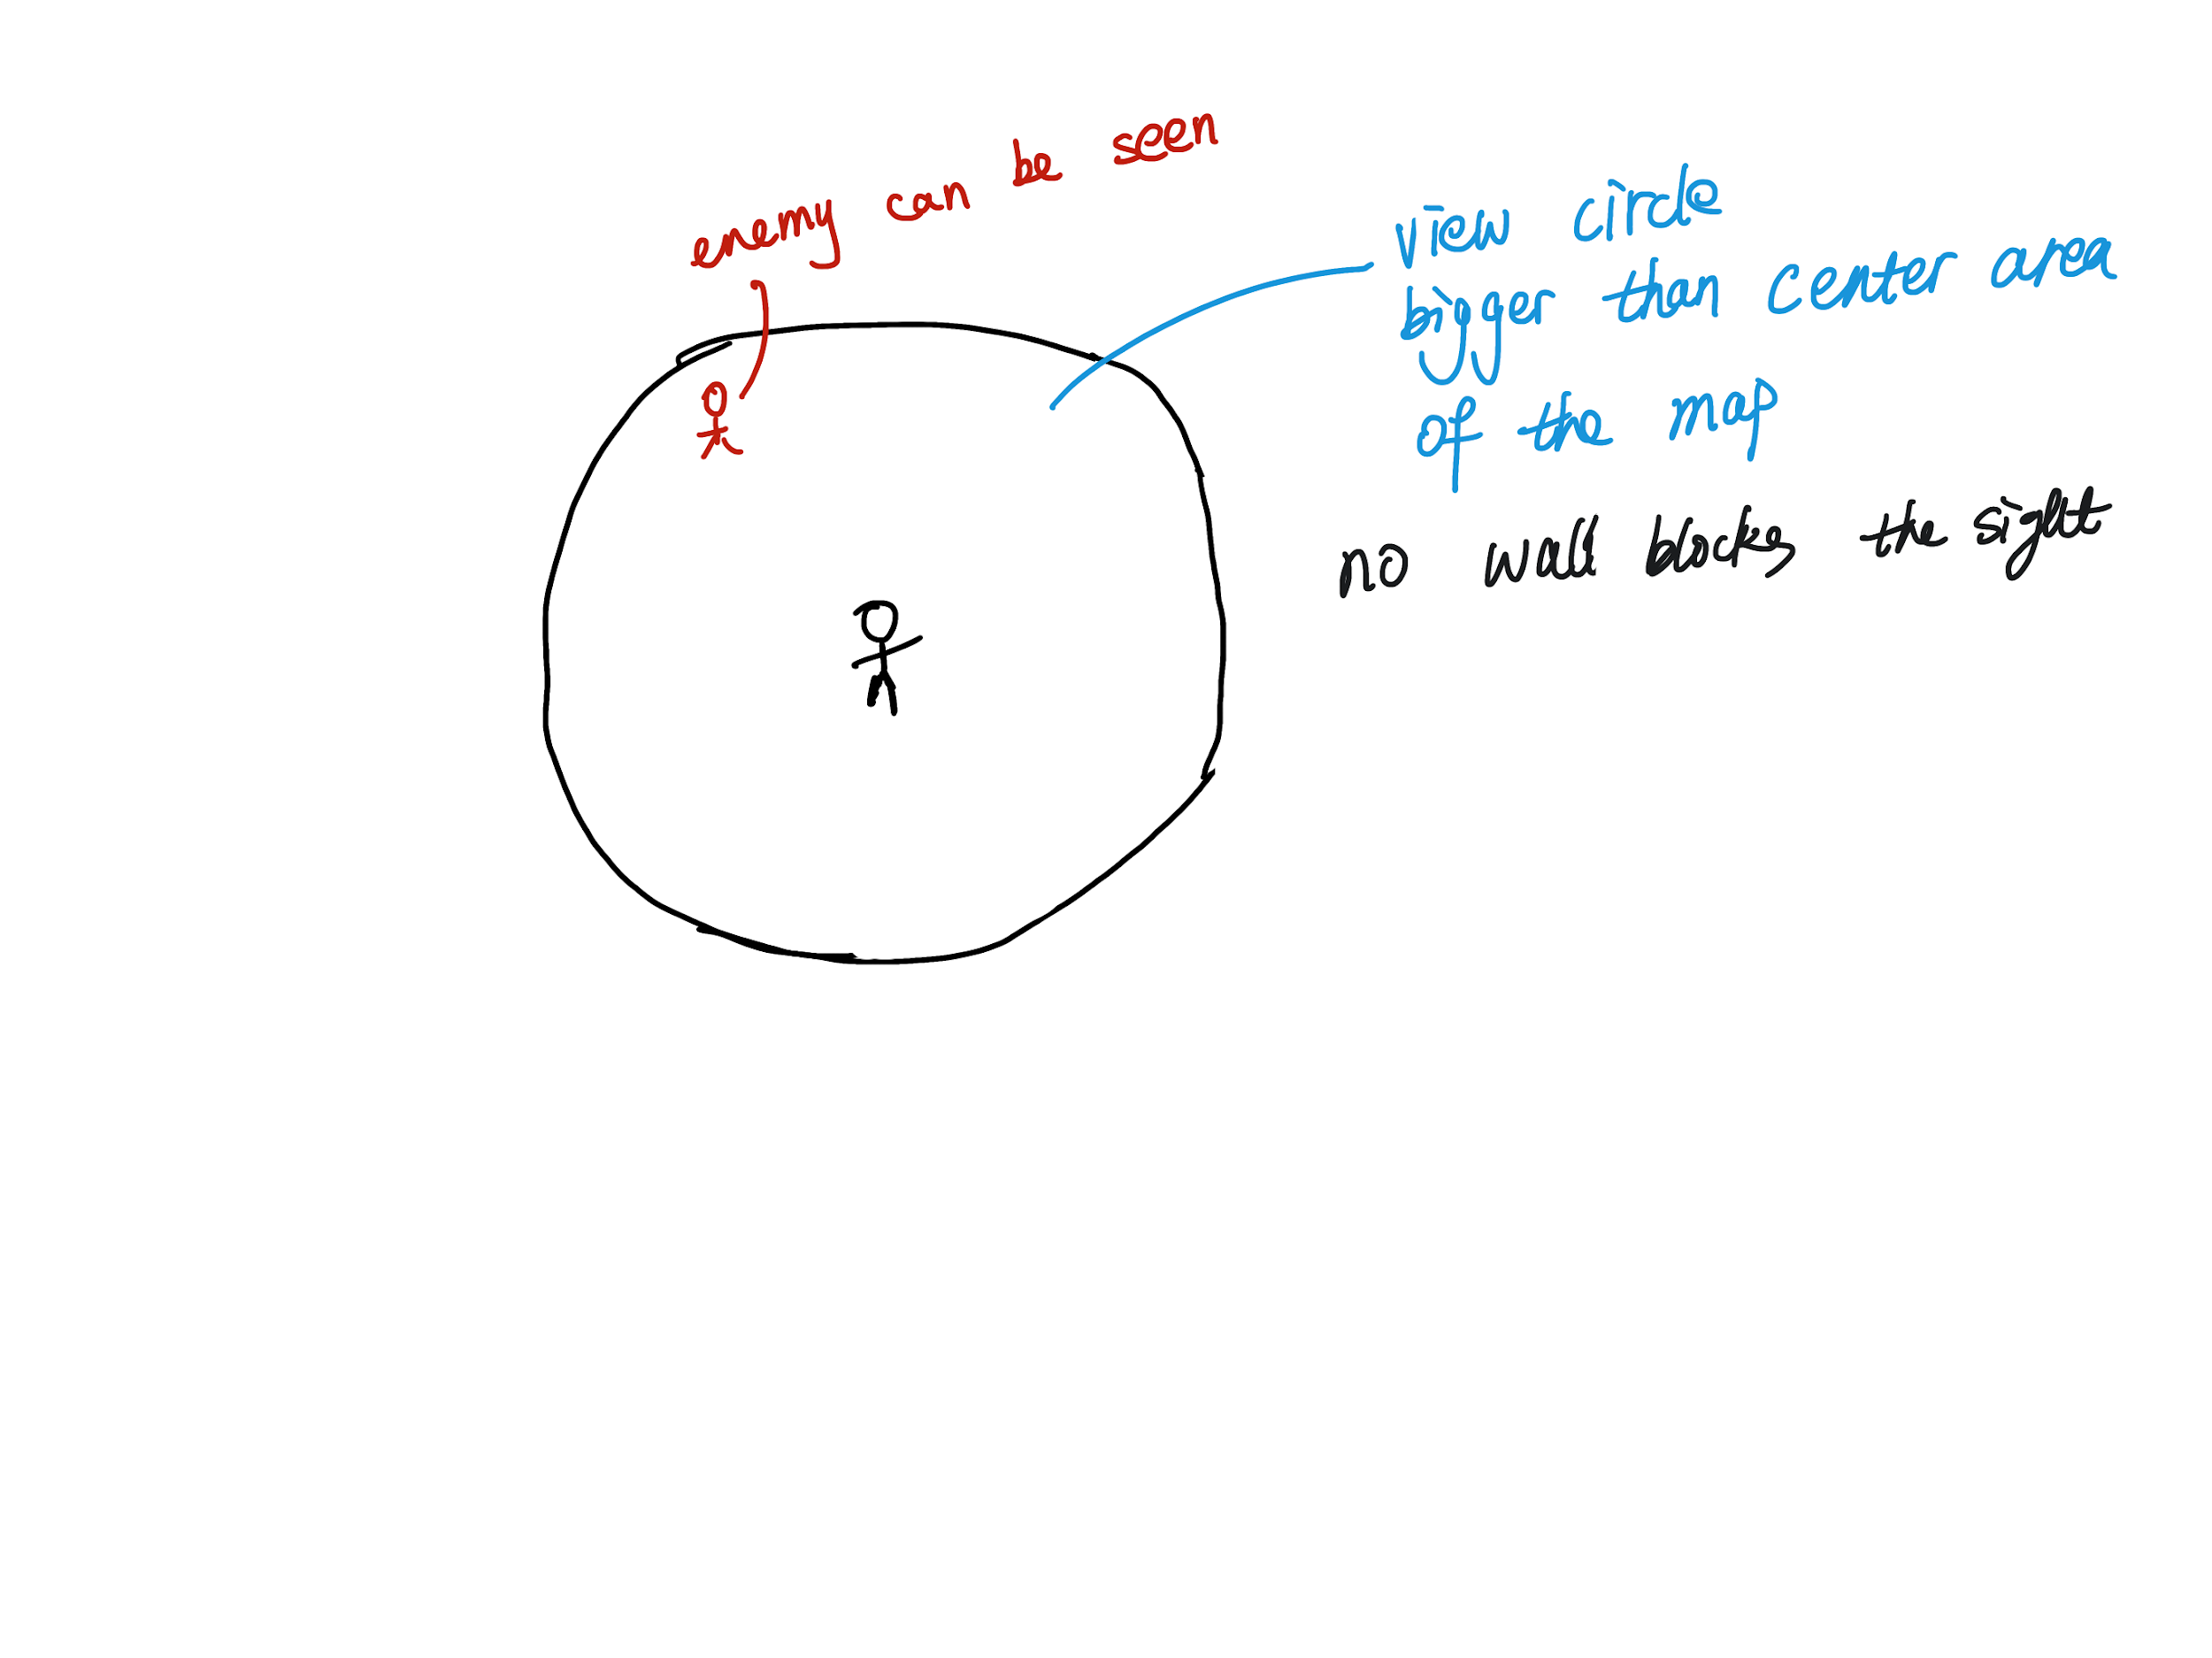 enemy can be seen
view circle
bigger than center area
of the map
no wall blocks the sight